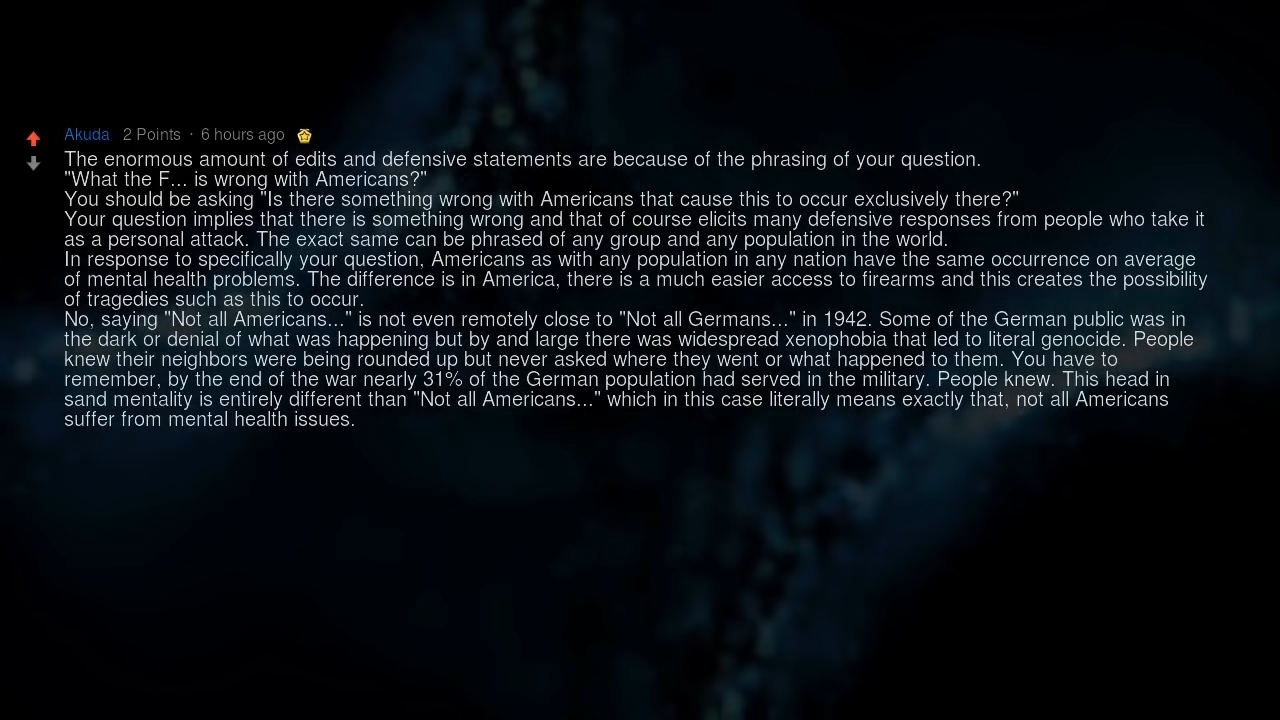 Akuda 2 Points · 6 hours ago
The enormous amount of edits and defensive statements are because of the phrasing of your question.
"What the F... is wrong with Americans?"
You should be asking "Is there something wrong with Americans that cause this to occur exclusively there?"
Your question implies that there is something wrong and that of course elicits many defensive responses from people who take it
as a personal attack. The exact same can be phrased of any group and any population in the world.
In response to specifically your question, Americans as with any population in any nation have the same occurrence on average
of mental health problems. The difference is in America, there is a much easier access to firearms and this creates the possibility
of tragedies such as this to occur.
No, saying "Not all Americans..." is not even remotely close to "Not all Germans..." in 1942. Some of the German public was in
the dark or denial of what was happening but by and large there was widespread xenophobia that led to literal genocide. People
knew their neighbors were being rounded up but never asked where they went or what happened to them. You have to
remember, by the end of the war nearly 31% of the German population had served in the military. People knew. This head in
sand mentality is entirely different than "Not all Americans..." which in this case literally means exactly that, not all Americans
suffer from mental health issues.